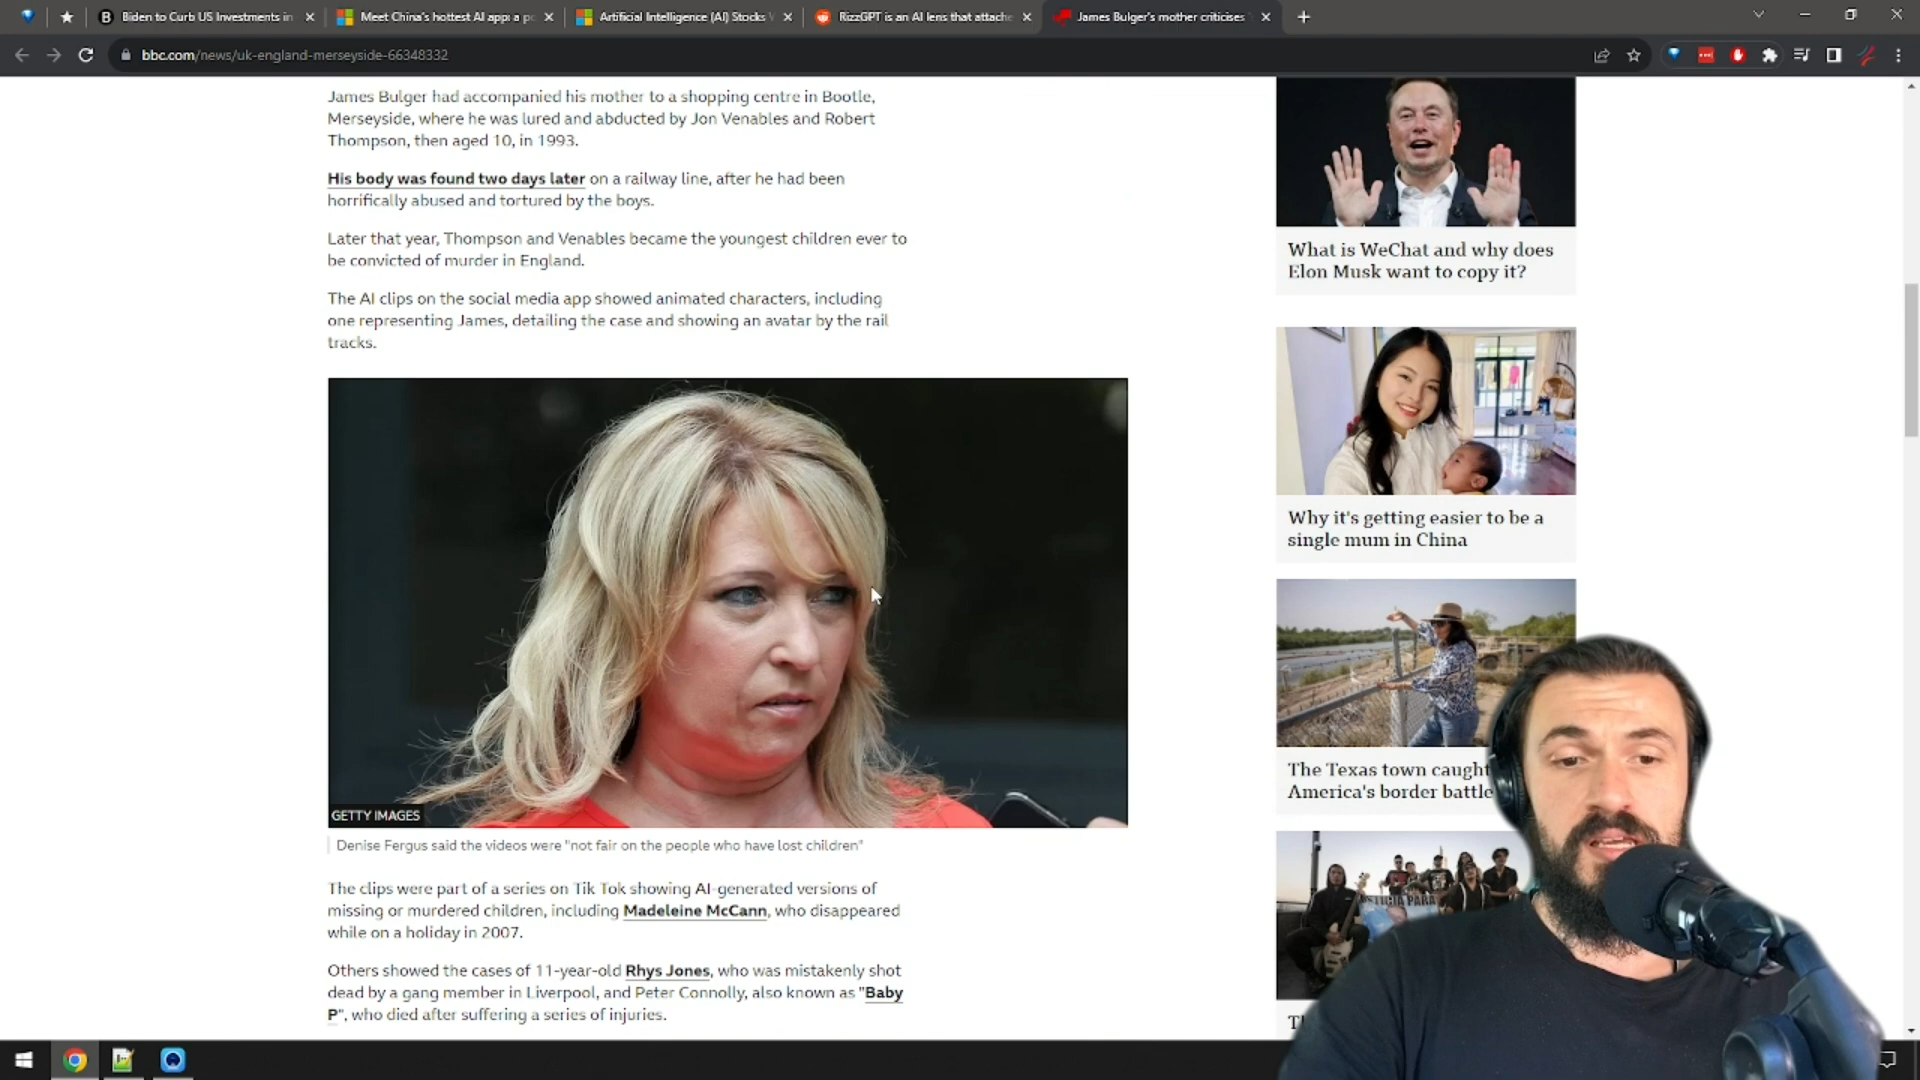 Biden to Curb US Investments in
Meet China's hottest AI app: a p
Artificial Intelligence (AI) Stocks
RizzGPT is an AI lens that attache
James Bulger's mother criticises
bbc.com/news/uk-england-merseyside-66348332
James Bulger had accompanied his mother to a shopping centre in Bootle,
Merseyside, where he was lured and abducted by Jon Venables and Robert
Thompson, then aged 10, in 1993.
His body was found two days later on a railway line, after he had been
horrifically abused and tortured by the boys.
Later that year, Thompson and Venables became the youngest children ever to
be convicted of murder in England.
The AI clips on the social media app showed animated characters, including
one representing James, detailing the case and showing an avatar by the rail
tracks.
GETTY IMAGES
Denise Fergus said the videos were "not fair on the people who have lost children"
The clips were part of a series on Tik Tok showing AI-generated versions of
missing or murdered children, including Madeleine McCann, who disappeared
while on a holiday in 2007.
Others showed the cases of 11-year-old Rhys Jones, who was mistakenly shot
dead by a gang member in Liverpool, and Peter Connolly, also known as "Baby
P", who died after suffering a series of injuries.
What is WeChat and why does
Elon Musk want to copy it?
Why it's getting easier to be a
single mum in China
The Texas town caught
America's border battle